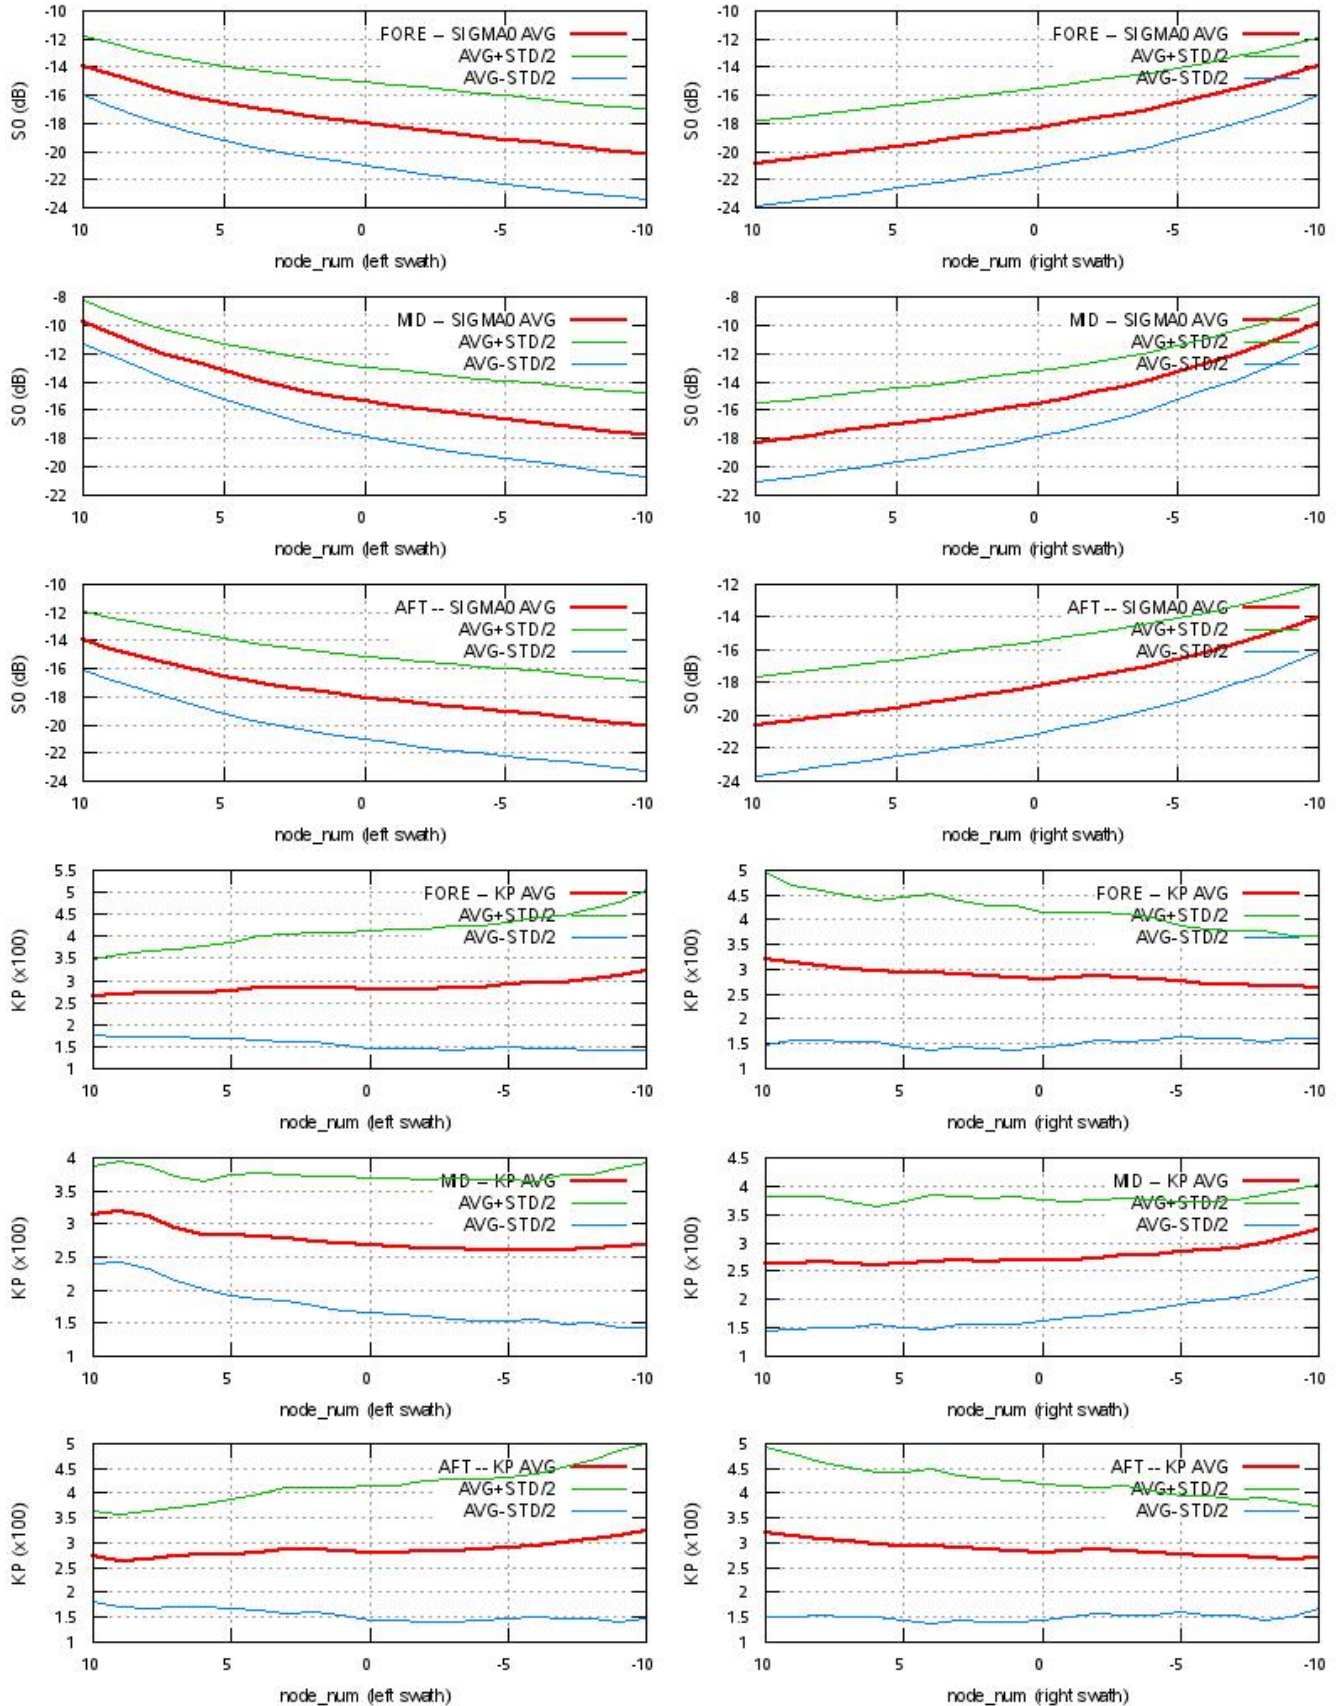 -10
-12
-14
-16
-18
-20
-22
-24
S0 (dB)
FORE -- SIGMA0 AVG
AVG+STD/2
AVG-STD/2
10 5 0 -5 -10
node_num (left swath)
-10
-12
-14
-16
-18
-20
-22
-24
S0 (dB)
FORE -- SIGMA0 AVG
AVG+STD/2
AVG-STD/2
10 5 0 -5 -10
node_num (right swath)
-8
-10
-12
-14
-16
-18
-20
-22
S0 (dB)
MID -- SIGMA0 AVG
AVG+STD/2
AVG-STD/2
10 5 0 -5 -10
node_num (left swath)
-8
-10
-12
-14
-16
-18
-20
-22
S0 (dB)
MID -- SIGMA0 AVG
AVG+STD/2
AVG-STD/2
10 5 0 -5 -10
node_num (right swath)
-10
-12
-14
-16
-18
-20
-22
-24
S0 (dB)
AFT -- SIGMA0 AVG
AVG+STD/2
AVG-STD/2
10 5 0 -5 -10
node_num (left swath)
-12
-14
-16
-18
-20
-22
-24
S0 (dB)
AFT -- SIGMA0 AVG
AVG+STD/2
AVG-STD/2
10 5 0 -5 -10
node_num (right swath)
5.5
5
4.5
4
3.5
3
2.5
2
1.5
1
KP (x100)
FORE -- KP AVG
AVG+STD/2
AVG-STD/2
10 5 0 -5 -10
node_num (left swath)
5
4.5
4
3.5
3
2.5
2
1.5
1
KP (x100)
FORE -- KP AVG
AVG+STD/2
AVG-STD/2
10 5 0 -5 -10
node_num (right swath)
4
3.5
3
2.5
2
1.5
1
KP (x100)
MID -- KP AVG
AVG+STD/2
AVG-STD/2
10 5 0 -5 -10
node_num (left swath)
4.5
4
3.5
3
2.5
2
1.5
1
KP (x100)
MID -- KP AVG
AVG+STD/2
AVG-STD/2
10 5 0 -5 -10
node_num (right swath)
5
4.5
4
3.5
3
2.5
2
1.5
1
KP (x100)
AFT -- KP AVG
AVG+STD/2
AVG-STD/2
10 5 0 -5 -10
node_num (left swath)
5
4.5
4
3.5
3
2.5
2
1.5
1
KP (x100)
AFT -- KP AVG
AVG+STD/2
AVG-STD/2
10 5 0 -5 -10
node_num (right swath)